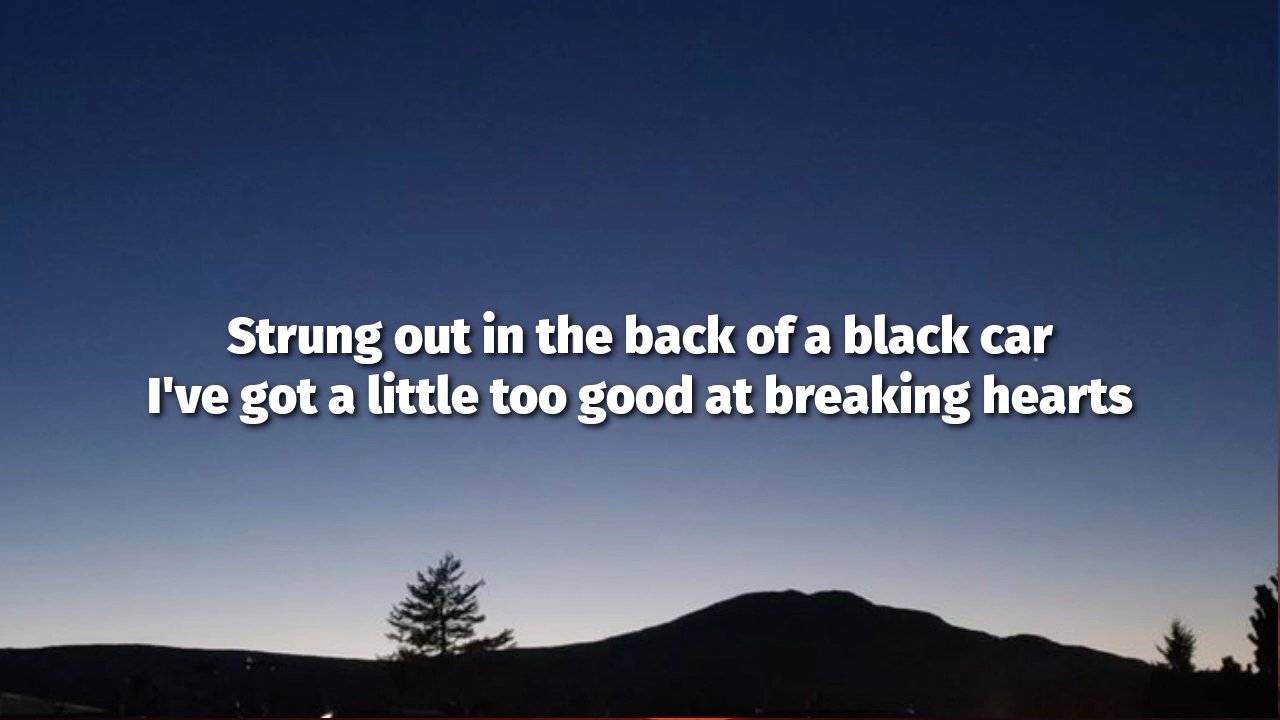 Strung out in the back of a black car
I've got a little too good at breaking hearts